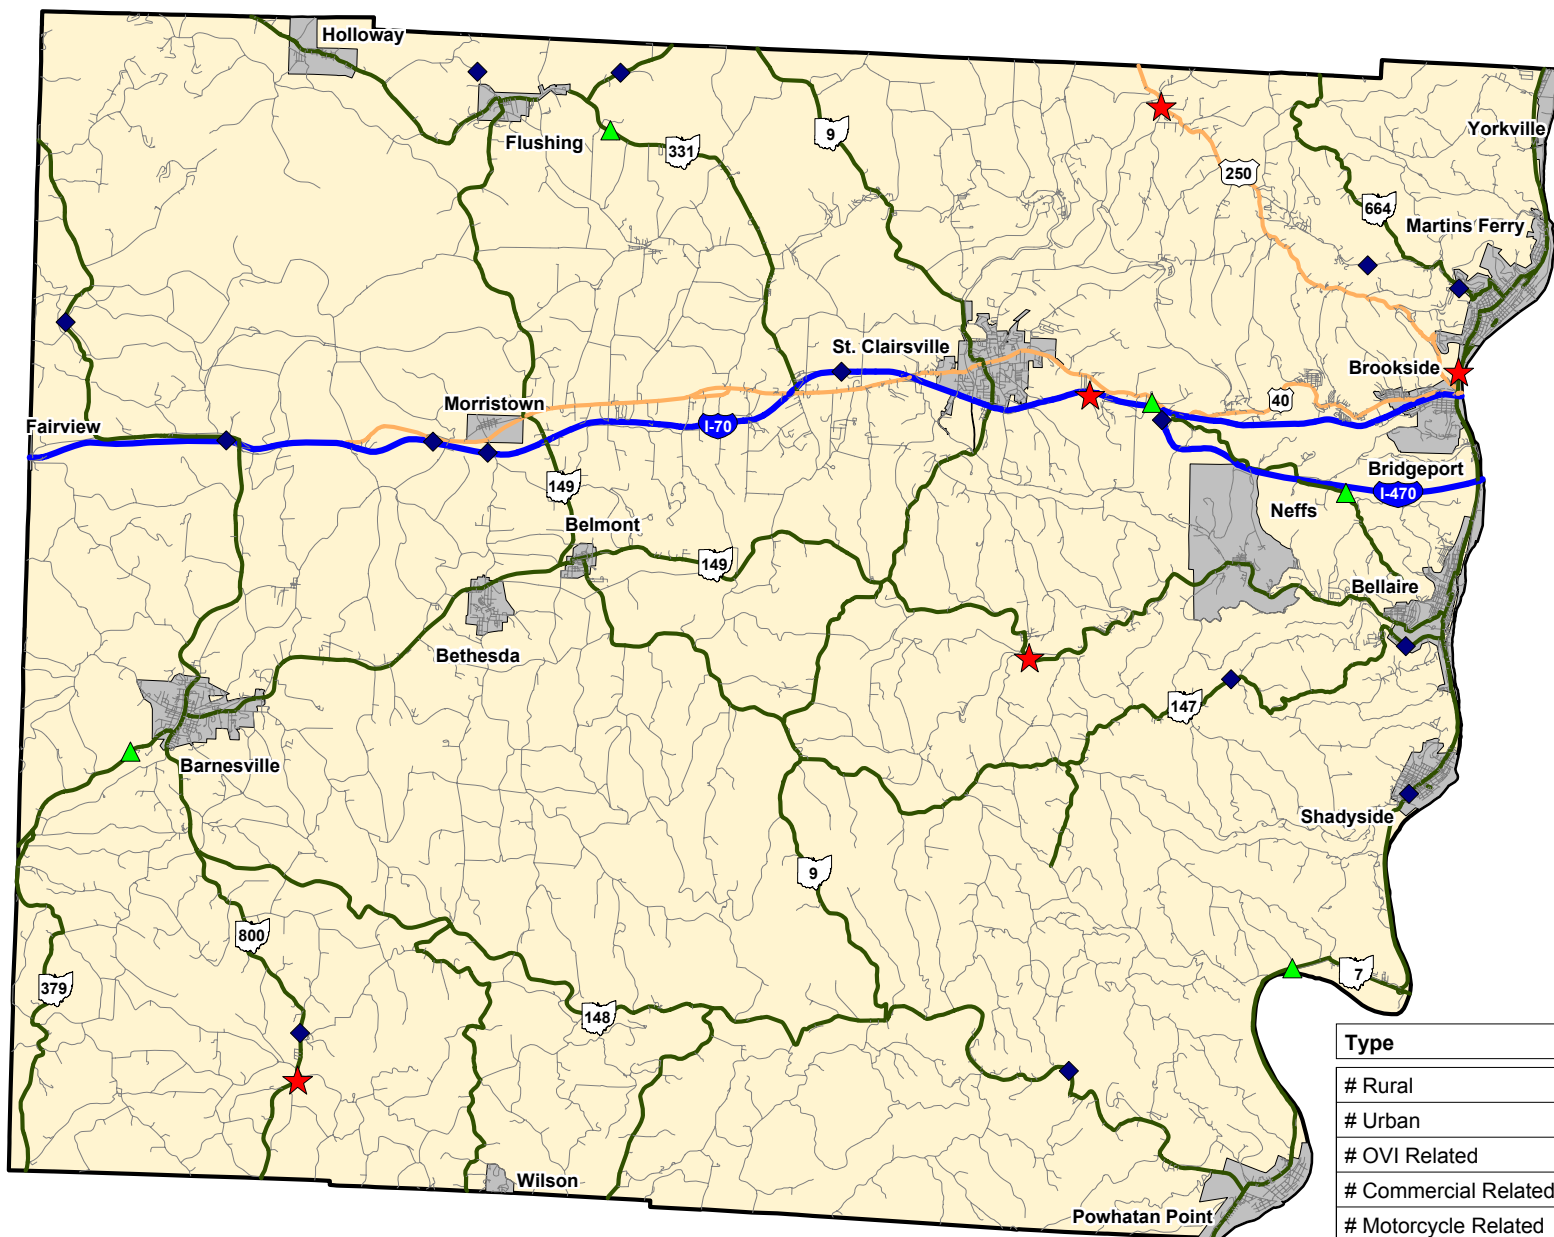 Holloway
Yorkville
Flushing
9
331
250
664
Martins Ferry
St. Clairsville
Brookside
40
Morristown
Fairview
I-70
Bridgeport
149
I-470
Neffs
Belmont
149
Bellaire
Bethesda
147
Barnesville
Shadyside
9
800
7
379
148
Type
# Rural
# Urban
# OVI Related
Wilson
# Commercial Related
Powhatan Point
# Motorcycle Related